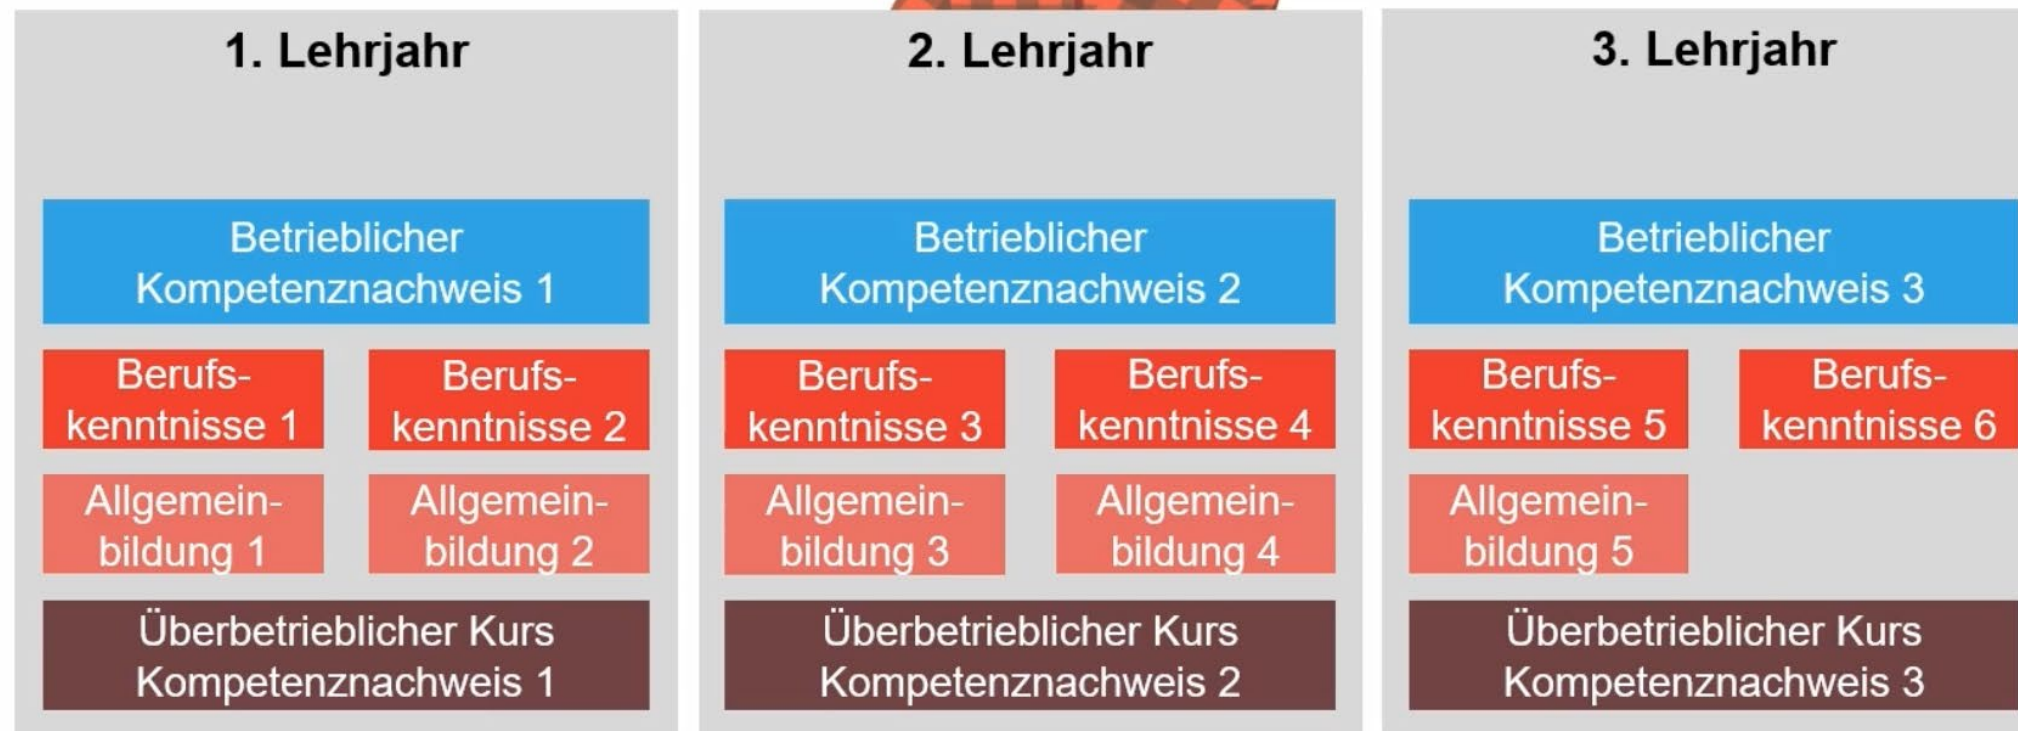 1. Lehrjahr
Betrieblicher
Kompetenznachweis 1
Berufs-
kenntnisse 1
Berufs-
kenntnisse 2
Allgemein-
bildung 1
Allgemein-
bildung 2
Überbetrieblicher Kurs
Kompetenznachweis 1
2. Lehrjahr
Betrieblicher
Kompetenznachweis 2
Berufs-
kenntnisse 3
Berufs-
kenntnisse 4
Allgemein-
bildung 3
Allgemein-
bildung 4
Überbetrieblicher Kurs
Kompetenznachweis 2
3. Lehrjahr
Betrieblicher
Kompetenznachweis 3
Berufs-
kenntnisse 5
Berufs-
kenntnisse 6
Allgemein-
bildung 5
Überbetrieblicher Kurs
Kompetenznachweis 3